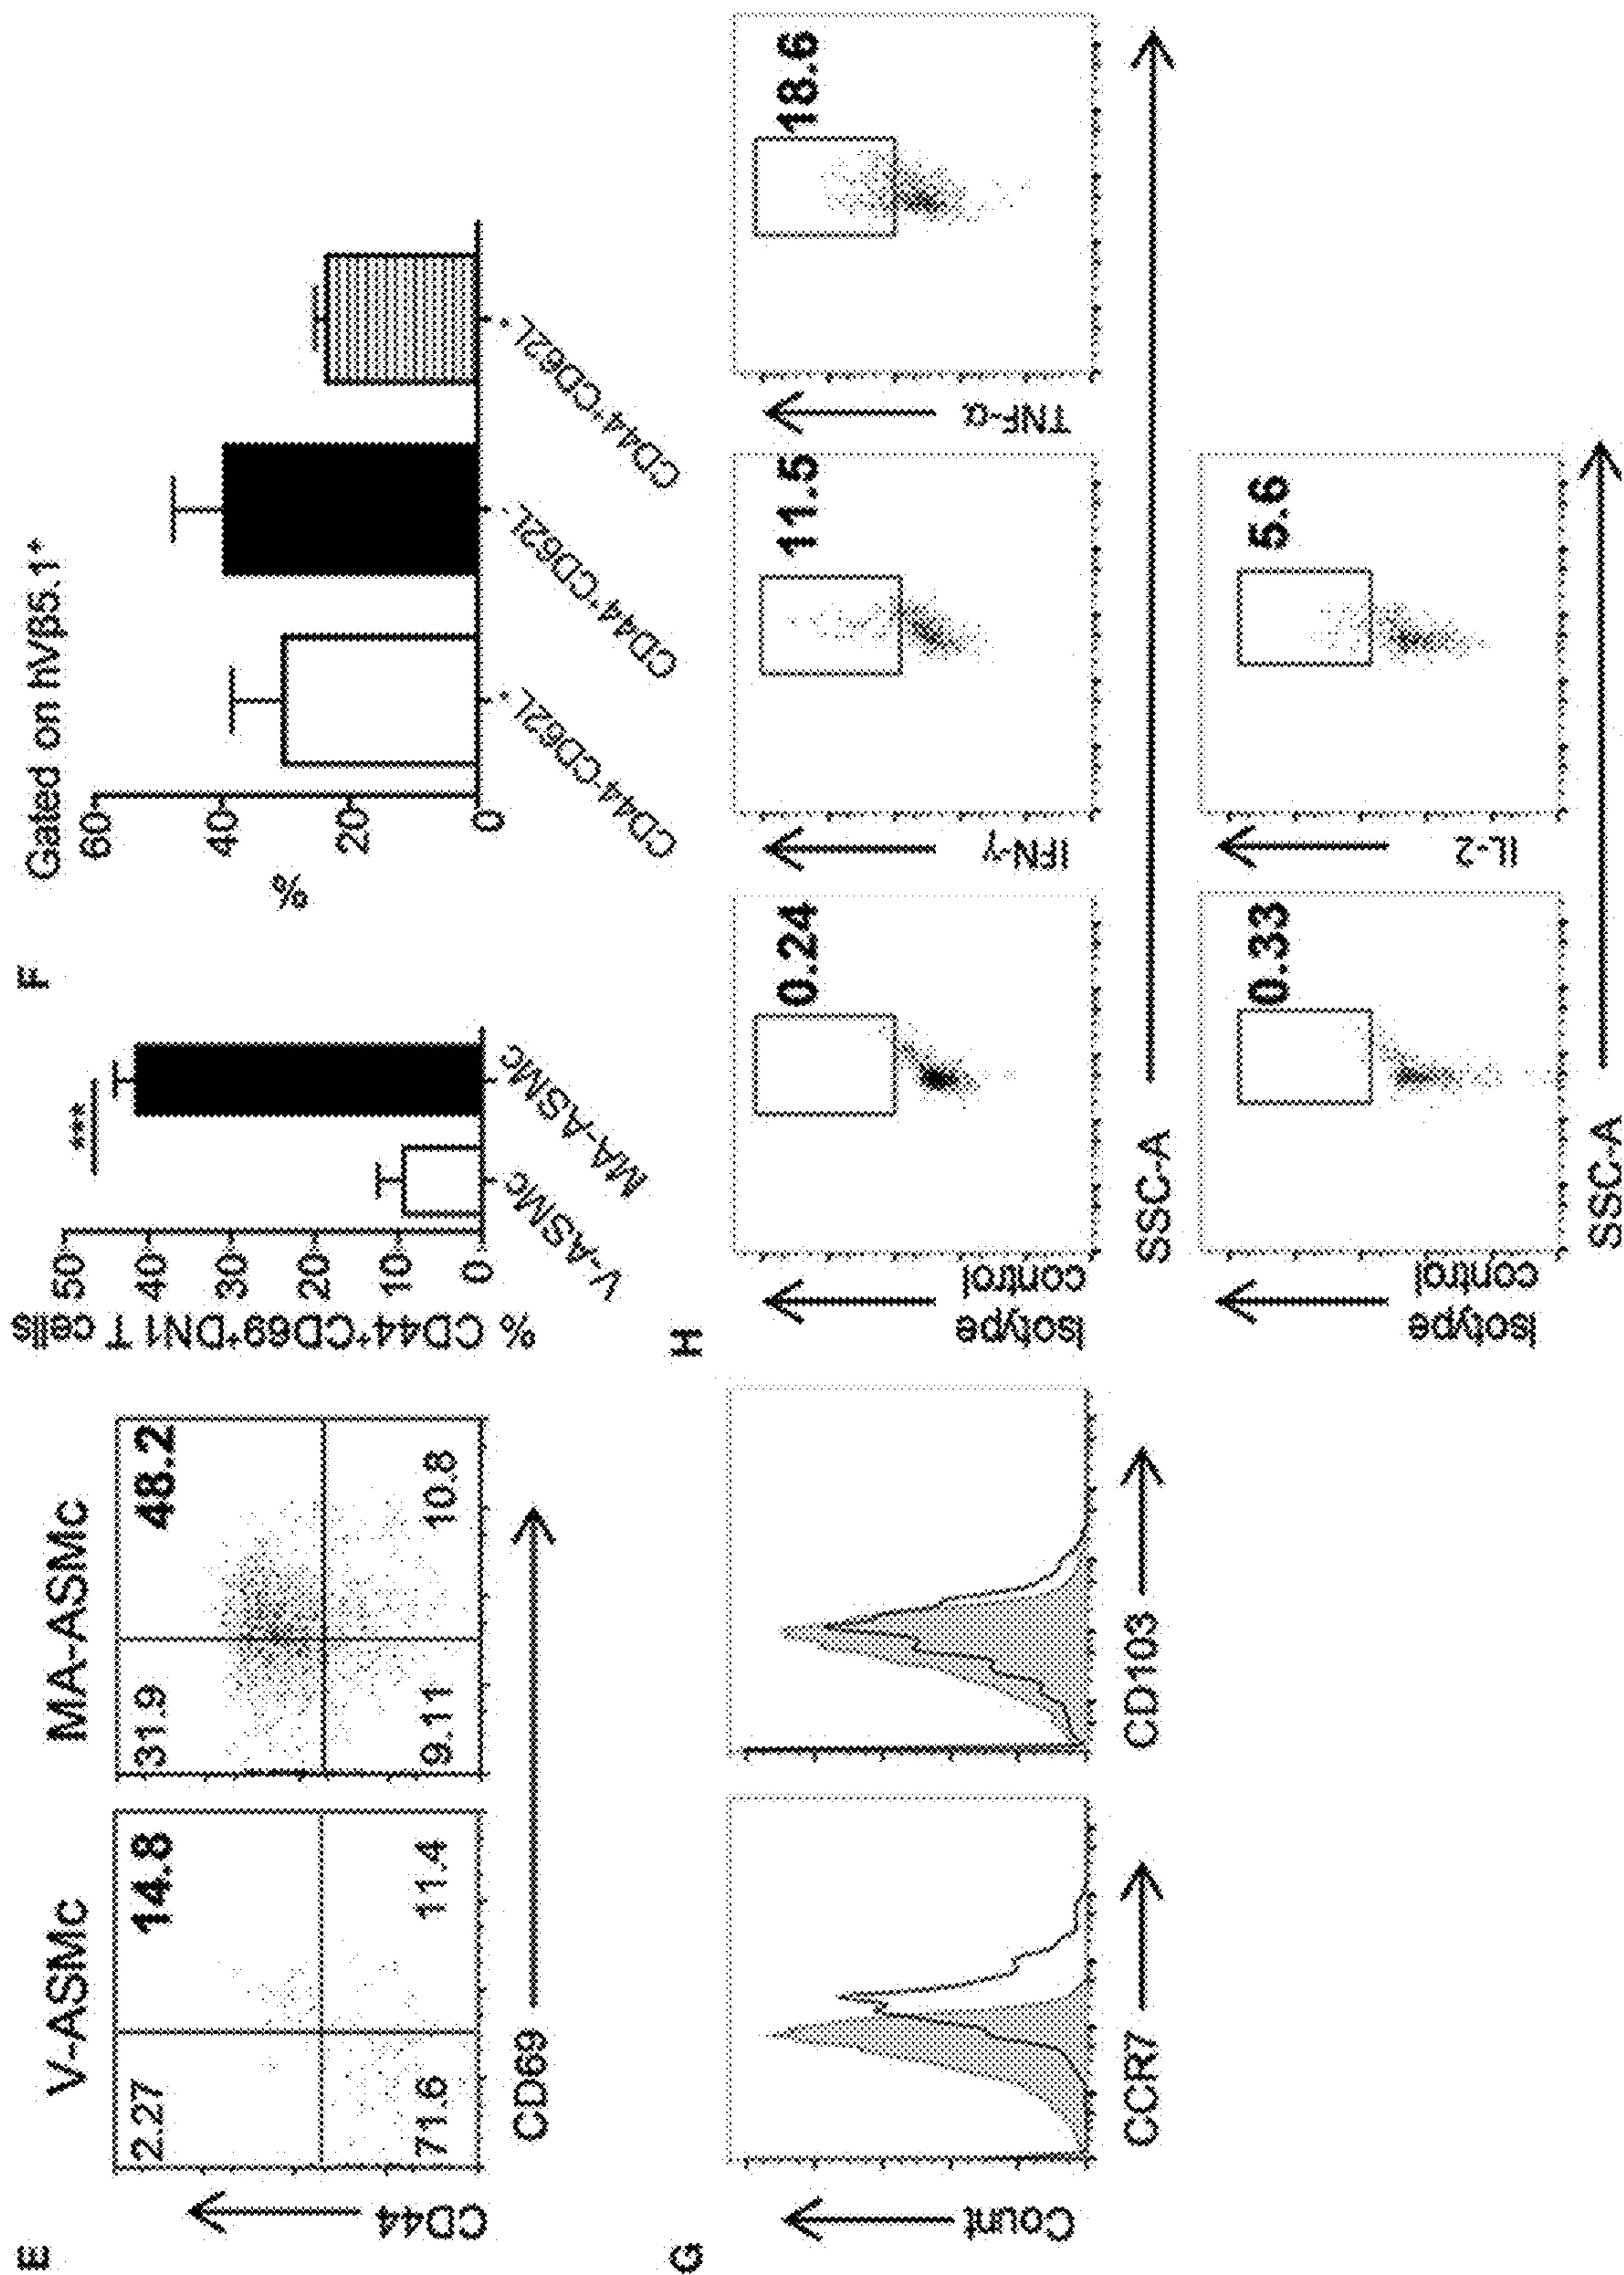 E
V-ASMc
MA-ASMc
CD44
2.27
14.8
71.6
11.4
31.9
48.2
9.11
10.8
CD69
% CD44⁺CD69⁺DN1 T cells
50
40
30
20
10
0
***
V-ASMc
MA-ASMc
F
Gated on hVβ5.1⁺
%
60
40
20
0
CD44⁻CD62L⁺
CD44⁺CD62L⁻
CD44⁺CD62L⁺
G
Count
CCR7
CD103
H
Isotype
control
0.24
IFN-γ
11.5
TNF-α
18.6
SSC-A
Isotype
control
0.33
IL-2
5.6
SSC-A